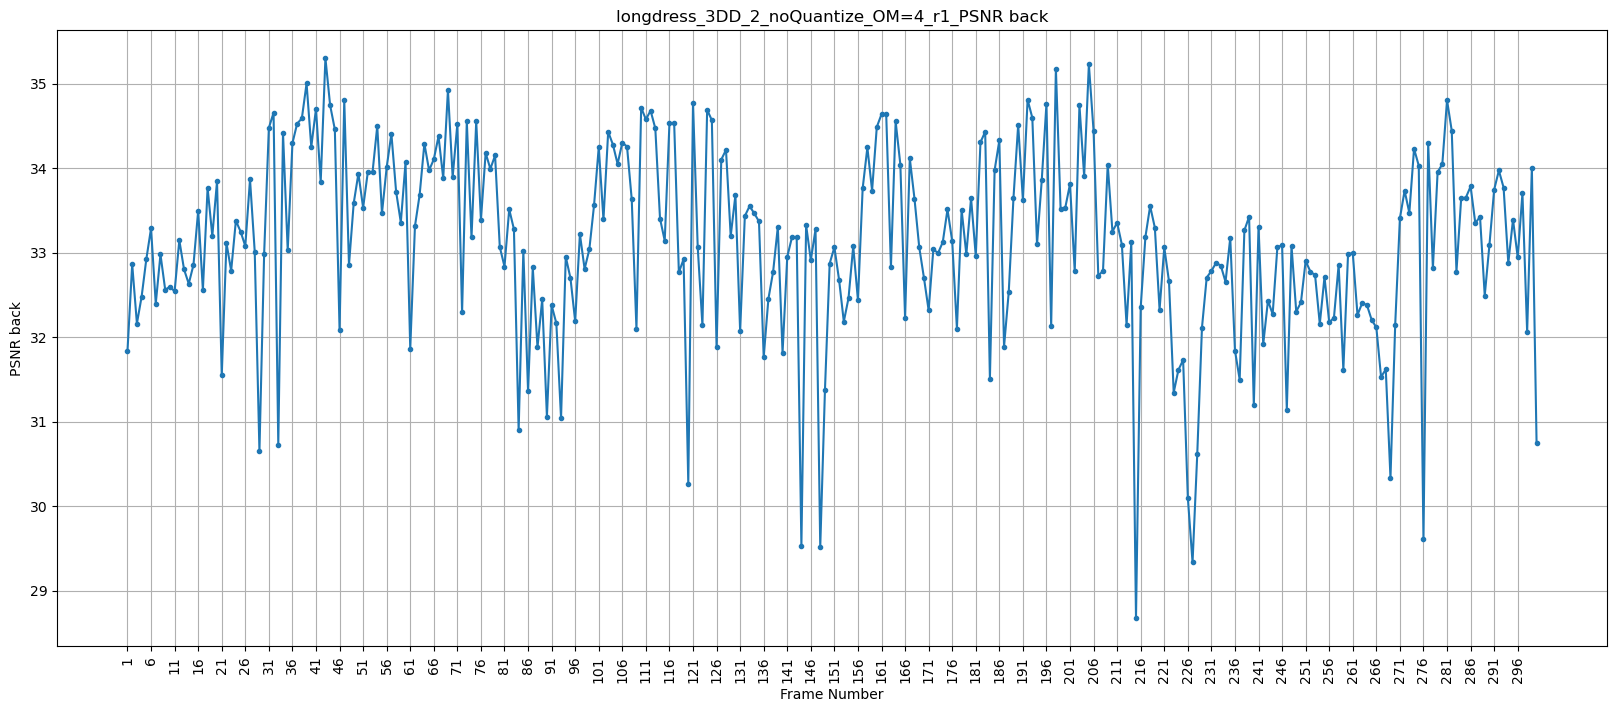 longdress_3DD_2_noQuantize_OM=4_r1_PSNR back
PSNR back
35
34
33
32
31
30
29
1 6 11 16 21 26 31 36 41 46 51 56 61 66 71 76 81 86 91 96 101 106 111 116 121 126 131 136 141 146 151 156 161 166 171 176 181 186 191 196 201 206 211 216 221 226 231 236 241 246 251 256 261 266 271 276 281 286 291 296
Frame Number